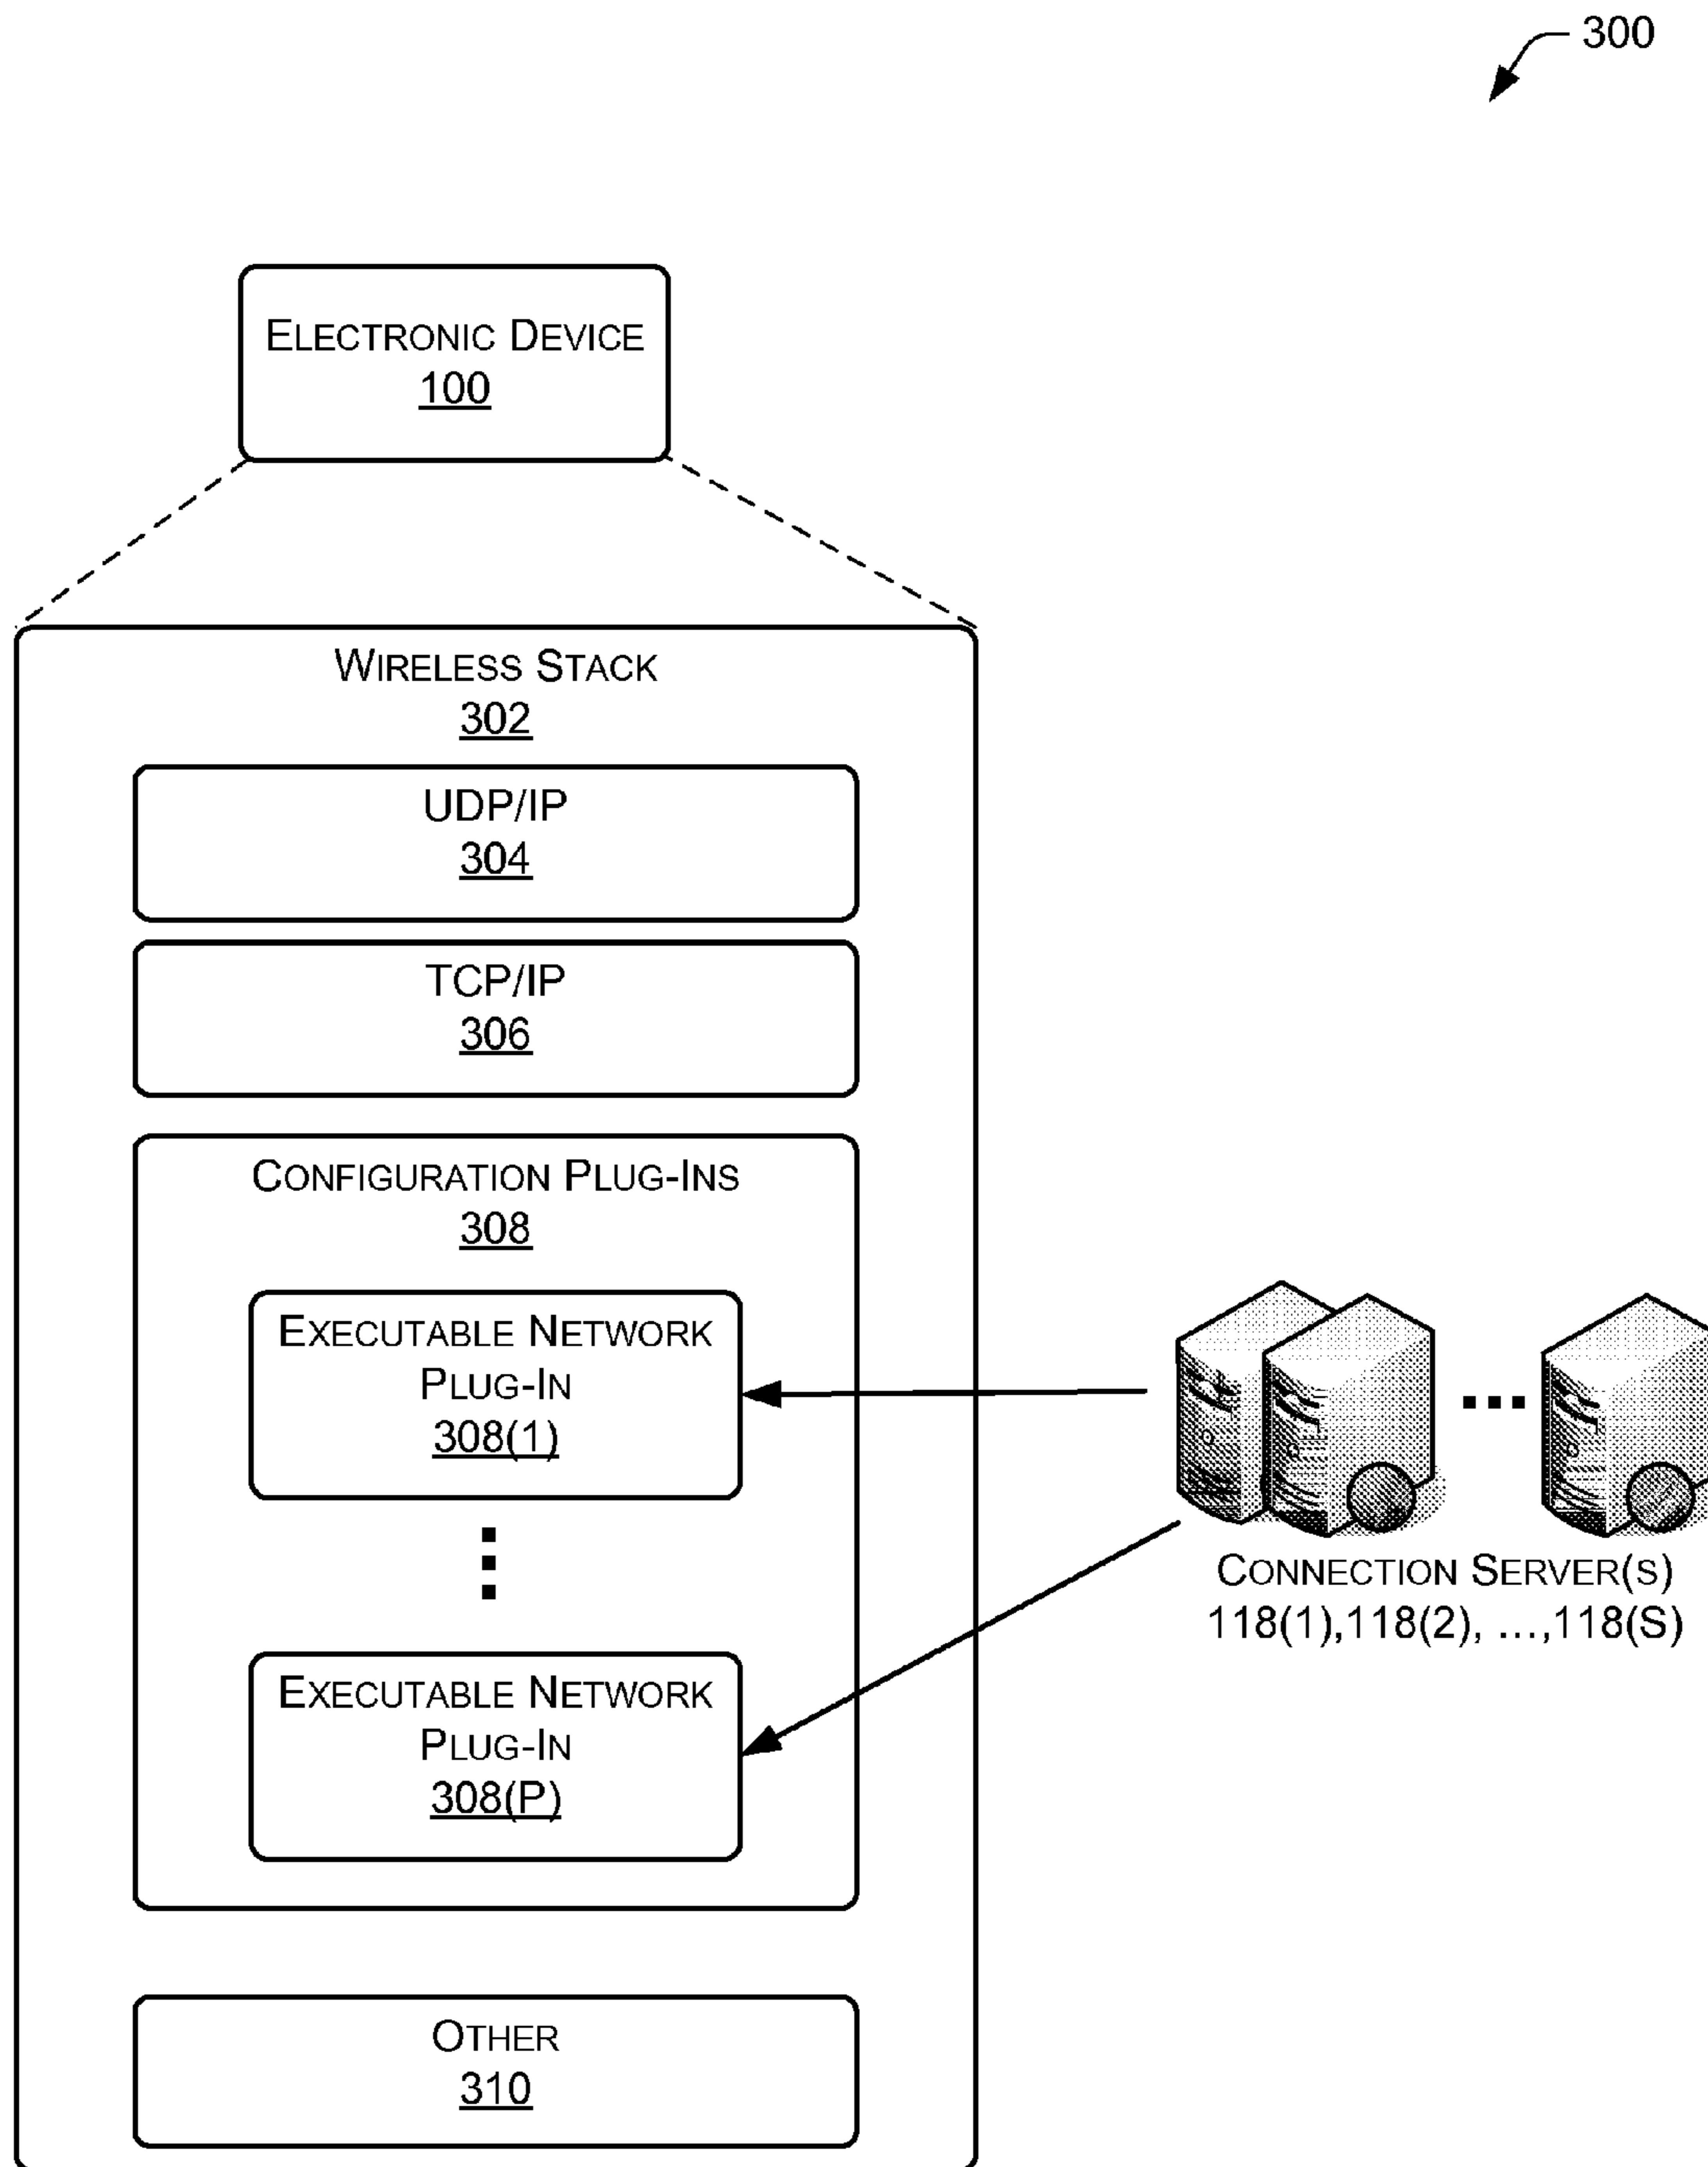 300
ELECTRONIC DEVICE
100
WIRELESS STACK
302
UDP/IP
304
TCP/IP
306
CONFIGURATION PLUG-INS
308
EXECUTABLE NETWORK
PLUG-IN
308(1)
EXECUTABLE NETWORK
PLUG-IN
308(P)
CONNECTION SERVER(S)
118(1),118(2), ...,118(S)
OTHER
310